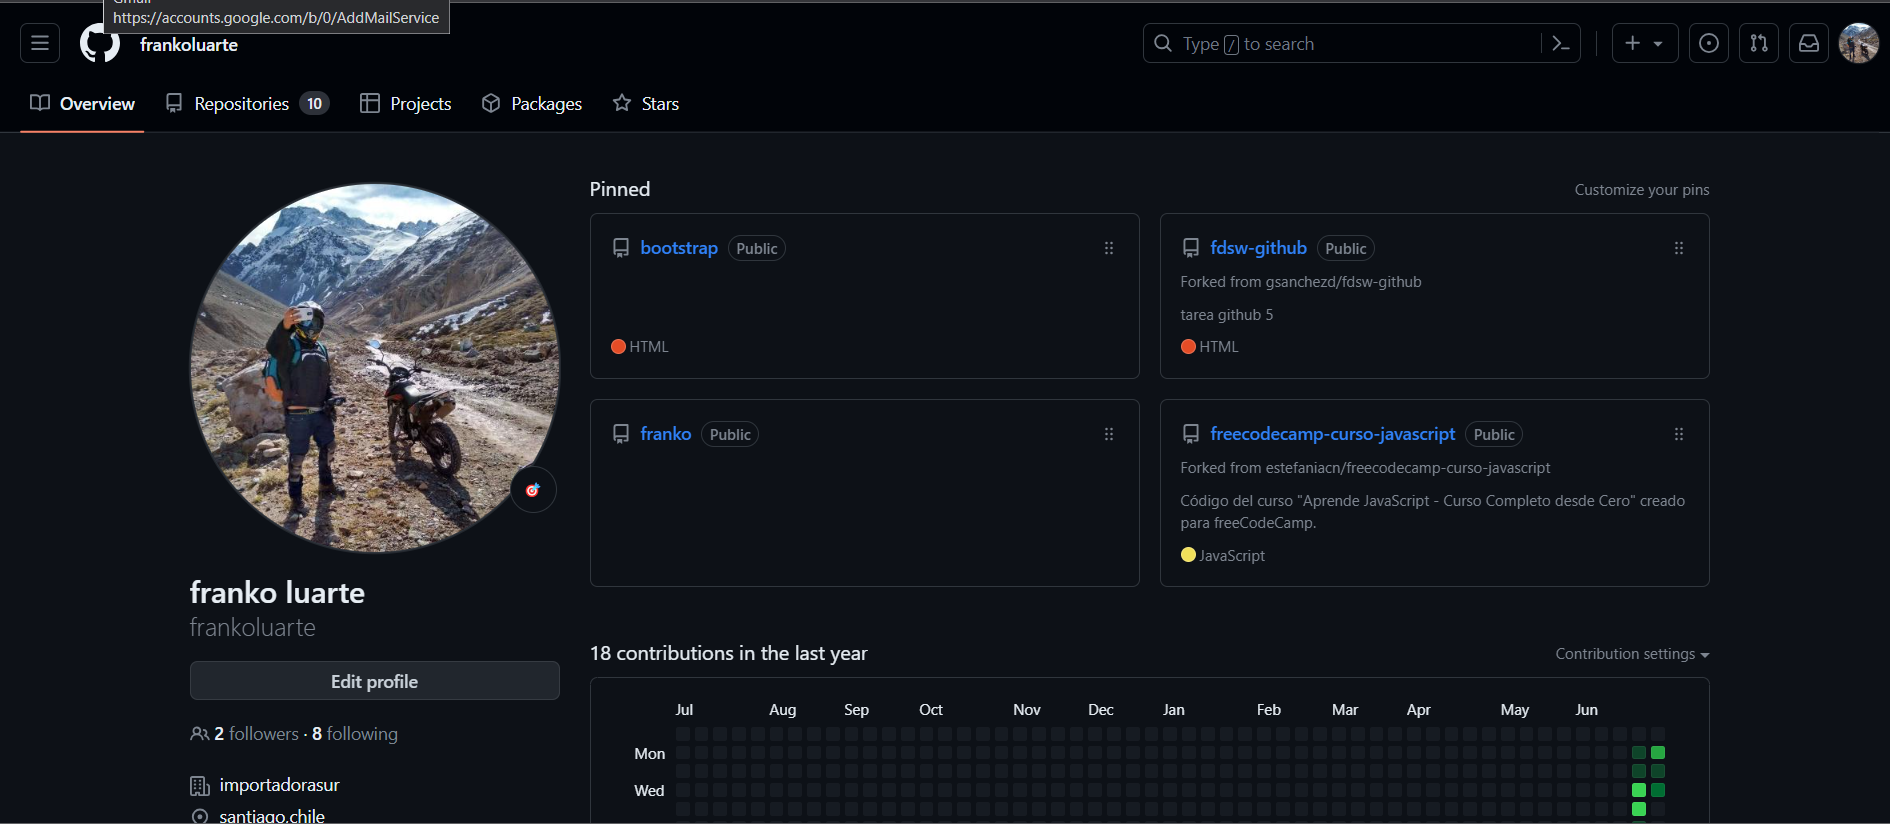 Gmail
https://accounts.google.com/b/0/AddMailService
frankoluarte
Type / to search
Overview
Repositories 10
Projects
Packages
Stars
Pinned
Customize your pins
bootstrap Public
HTML
fdsw-github Public
Forked from gsanchezd/fdsw-github
tarea github 5
HTML
franko Public
freecodecamp-curso-javascript Public
Forked from estefaniacn/freecodecamp-curso-javascript
Código del curso "Aprende JavaScript - Curso Completo desde Cero" creado
para freeCodeCamp.
JavaScript
franko luarte
frankoluarte
Edit profile
2 followers · 8 following
importadorasur
santiago.chile
18 contributions in the last year
Contribution settings
Jul Aug Sep Oct Nov Dec Jan Feb Mar Apr May Jun
Mon
Wed